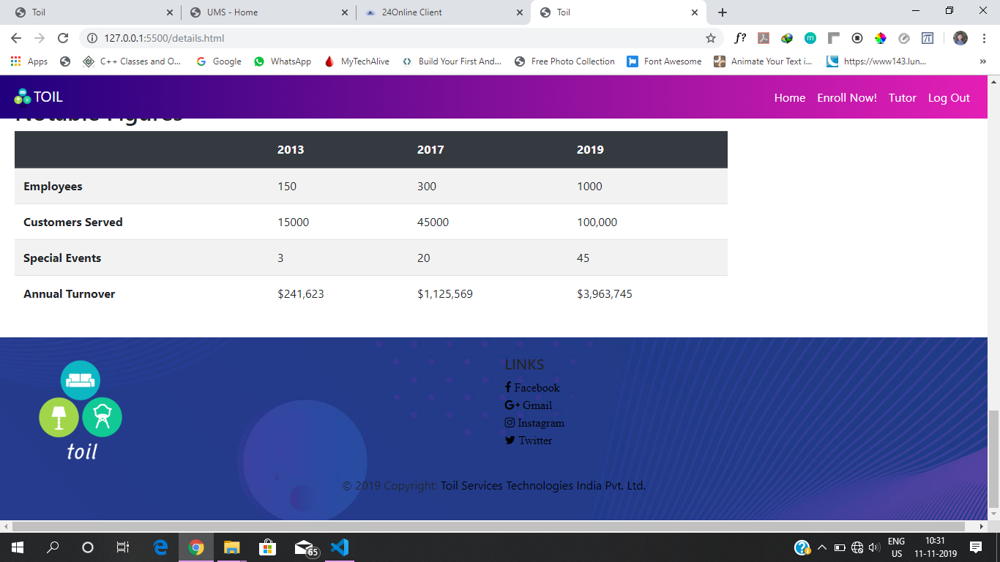 Toil
UMS - Home
24Online Client
Toil
127.0.0.1:5500/details.html
f?
m
Apps
C++ Classes and O...
Google
WhatsApp
MyTechAlive
Build Your First And...
Free Photo Collection
Font Awesome
Animate Your Text i...
https://www143.lun...
»
TOIL
Home
Enroll Now!
Tutor
Log Out
Notable Figures
2013 2017 2019
Employees 150 300 1000
Customers Served 15000 45000 100,000
Special Events 3 20 45
Annual Turnover $241,623 $1,125,569 $3,963,745
toil
LINKS
Facebook
Gmail
Instagram
Twitter
© 2019 Copyright: Toil Services Technologies India Pvt. Ltd.
65
ENG
US
10:31
11-11-2019